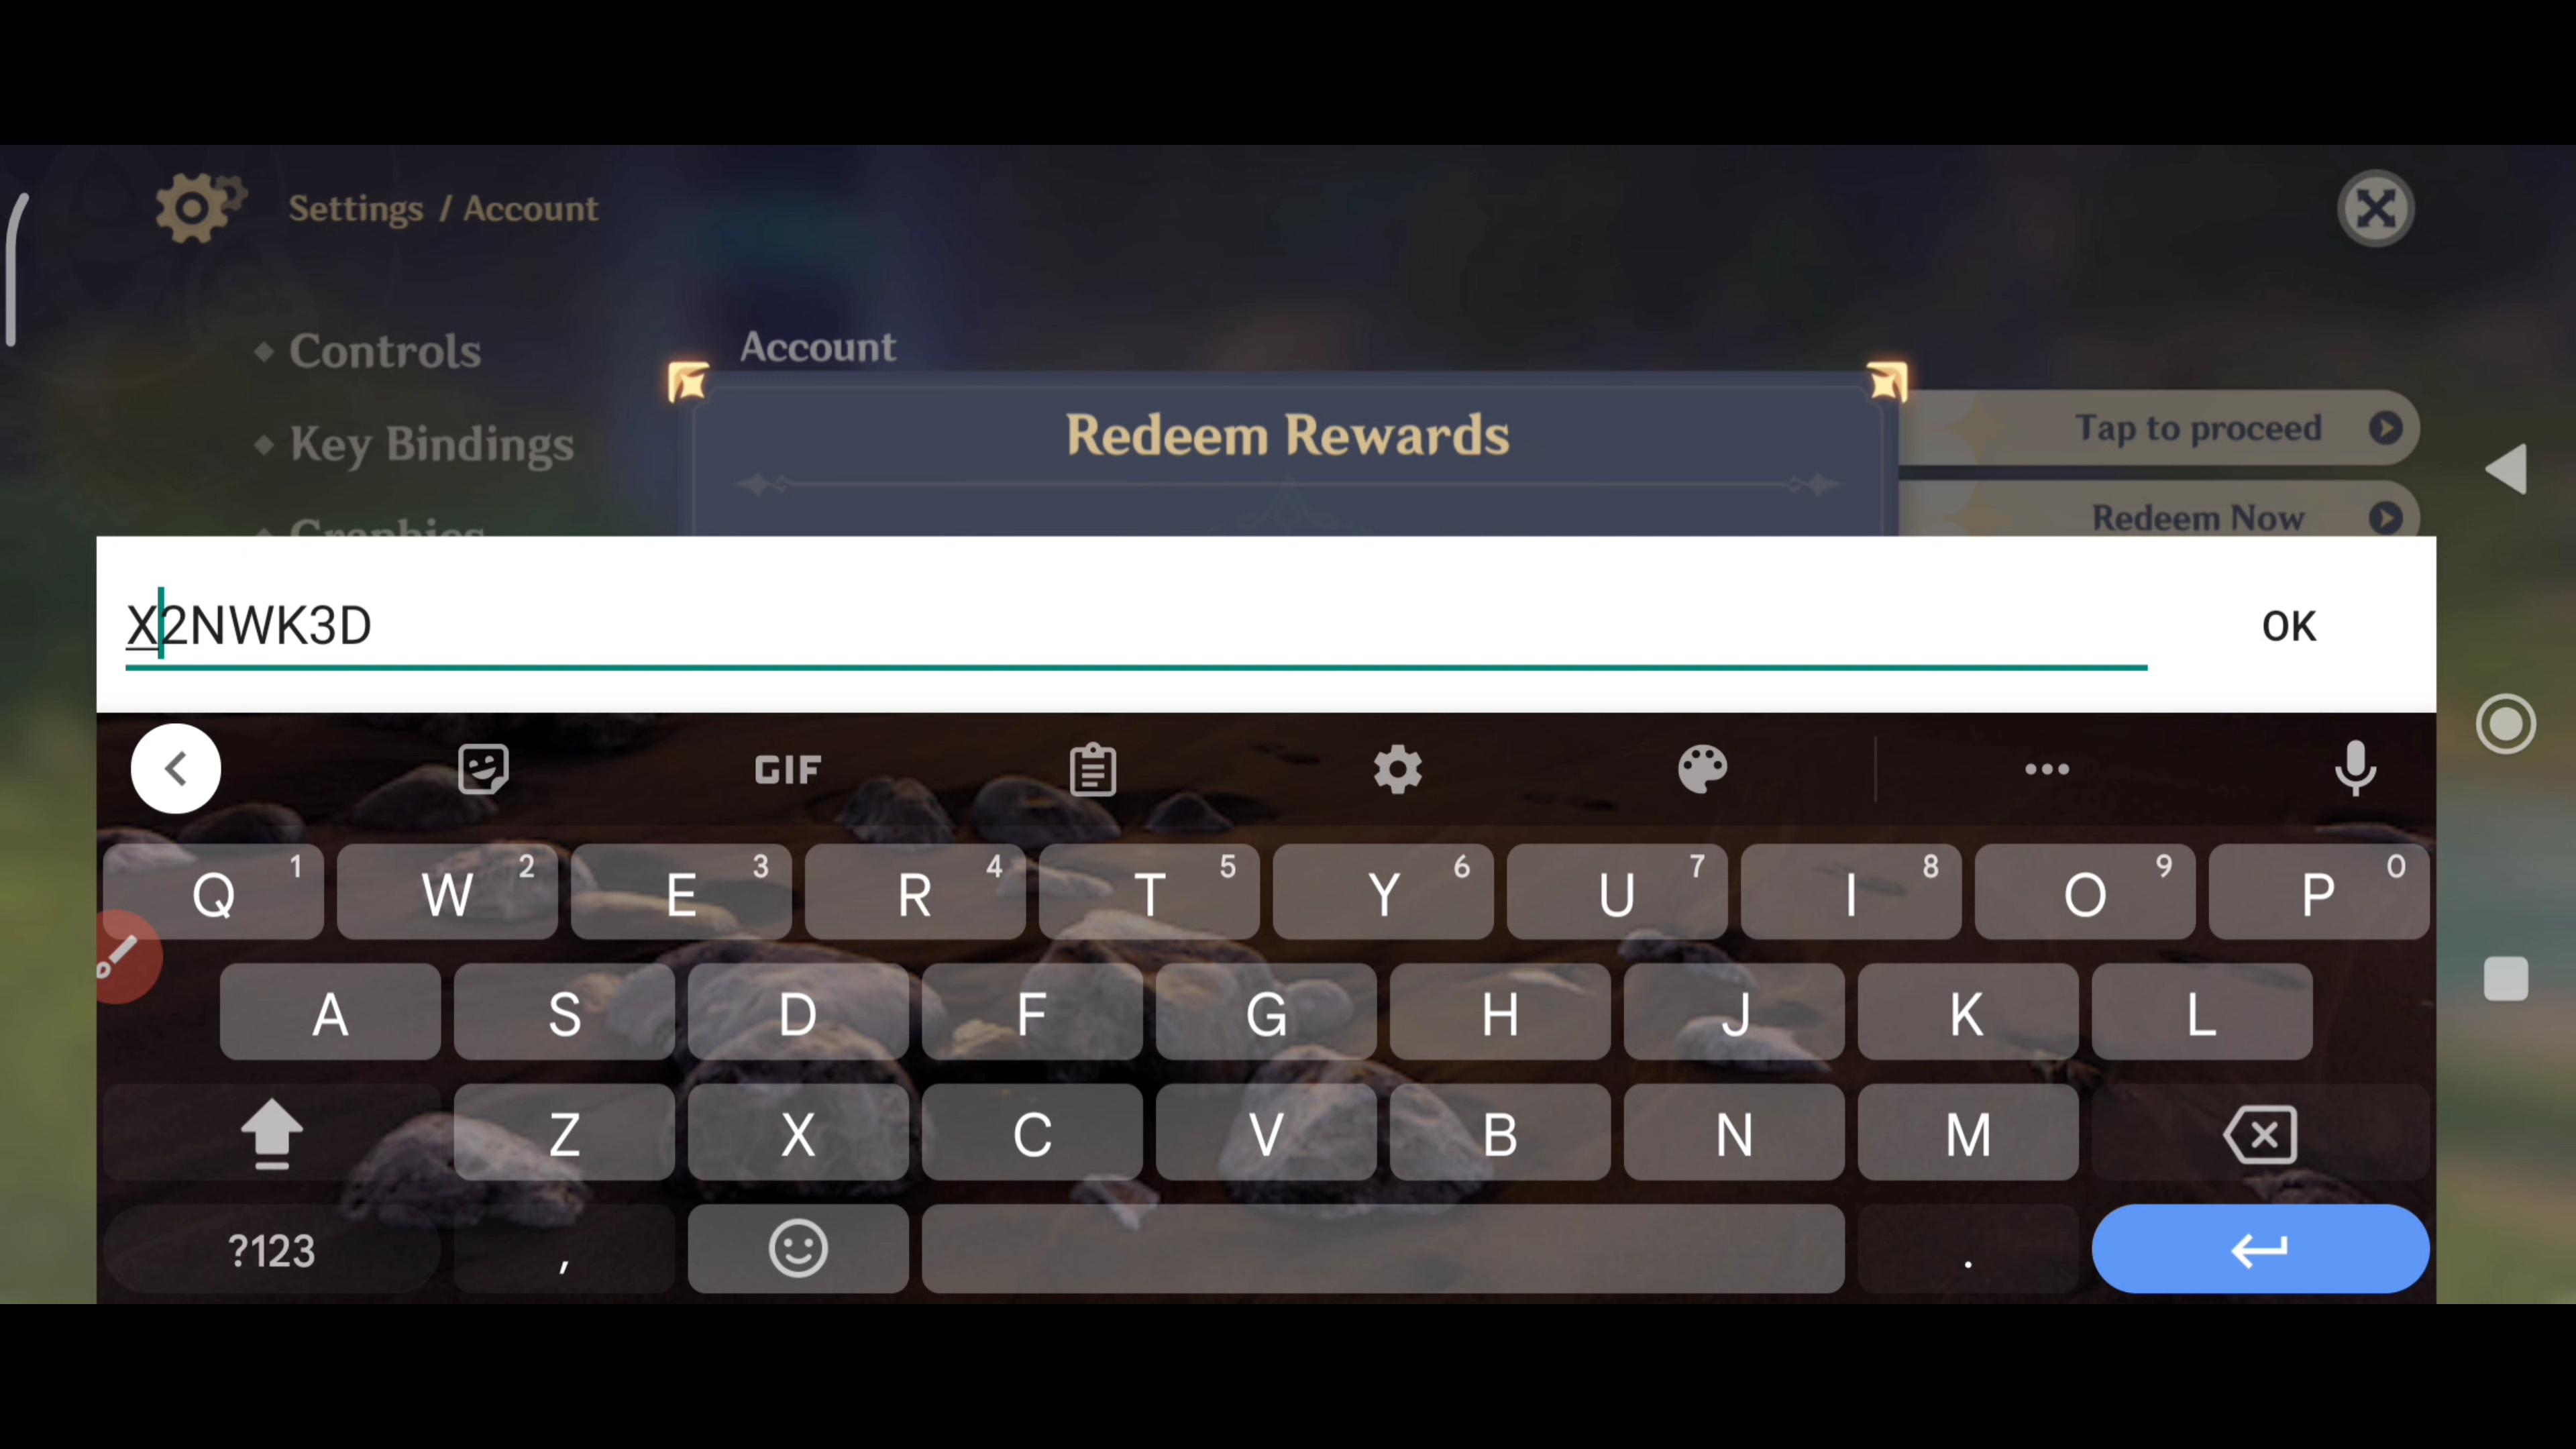 Settings / Account
Controls
Account
Key Bindings
Redeem Rewards
Tap to proceed
Graphics
Redeem Now
X2NWK3D
OK
GIF
Q 1 W 2 E 3 R 4 T 5 Y 6 U 7 I 8 O 9 P 0
A S D F G H J K L
Z X C V B N M
?123 , .